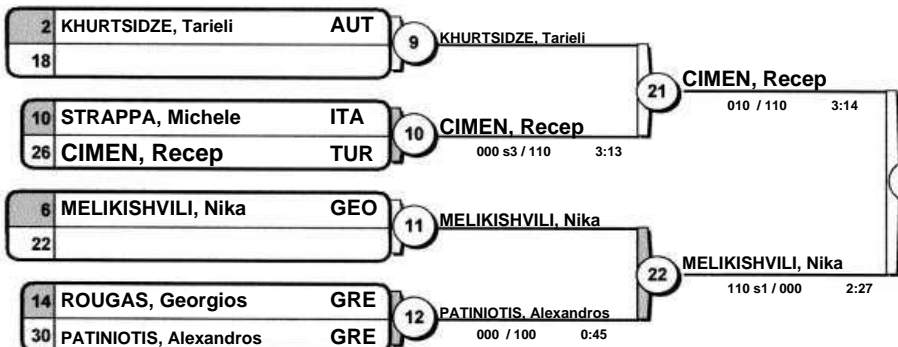 2 KHURTSIDZE, Tarieli AUT
18
9 KHURTSIDZE, Tarieli
10 STRAPPA, Michele ITA
26 CIMEN, Recep TUR
10 CIMEN, Recep
000 s3 / 110 3:13
21 CIMEN, Recep
010 / 110 3:14
6 MELIKISHVILI, Nika GEO
22
11 MELIKISHVILI, Nika
14 ROUGAS, Georgios GRE
30 PATINIOTIS, Alexandros GRE
12 PATINIOTIS, Alexandros
000 / 100 0:45
22 MELIKISHVILI, Nika
110 s1 / 000 2:27